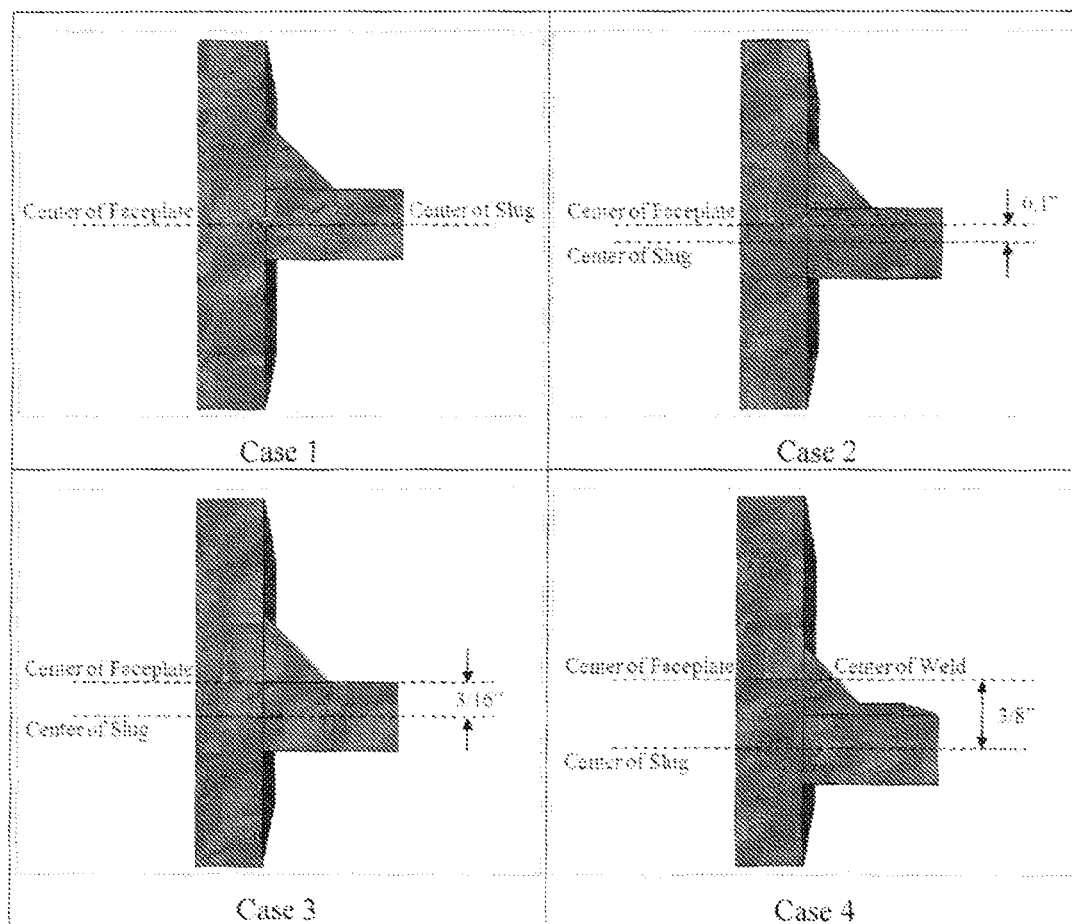 Center of Faceplate
Center of Slug
Case 1
Center of Faceplate
0.1"
Center of Slug
Case 2
Center of Faceplate
3/16"
Center of Slug
Case 3
Center of Faceplate
Center of Weld
3/8"
Center of Slug
Case 4